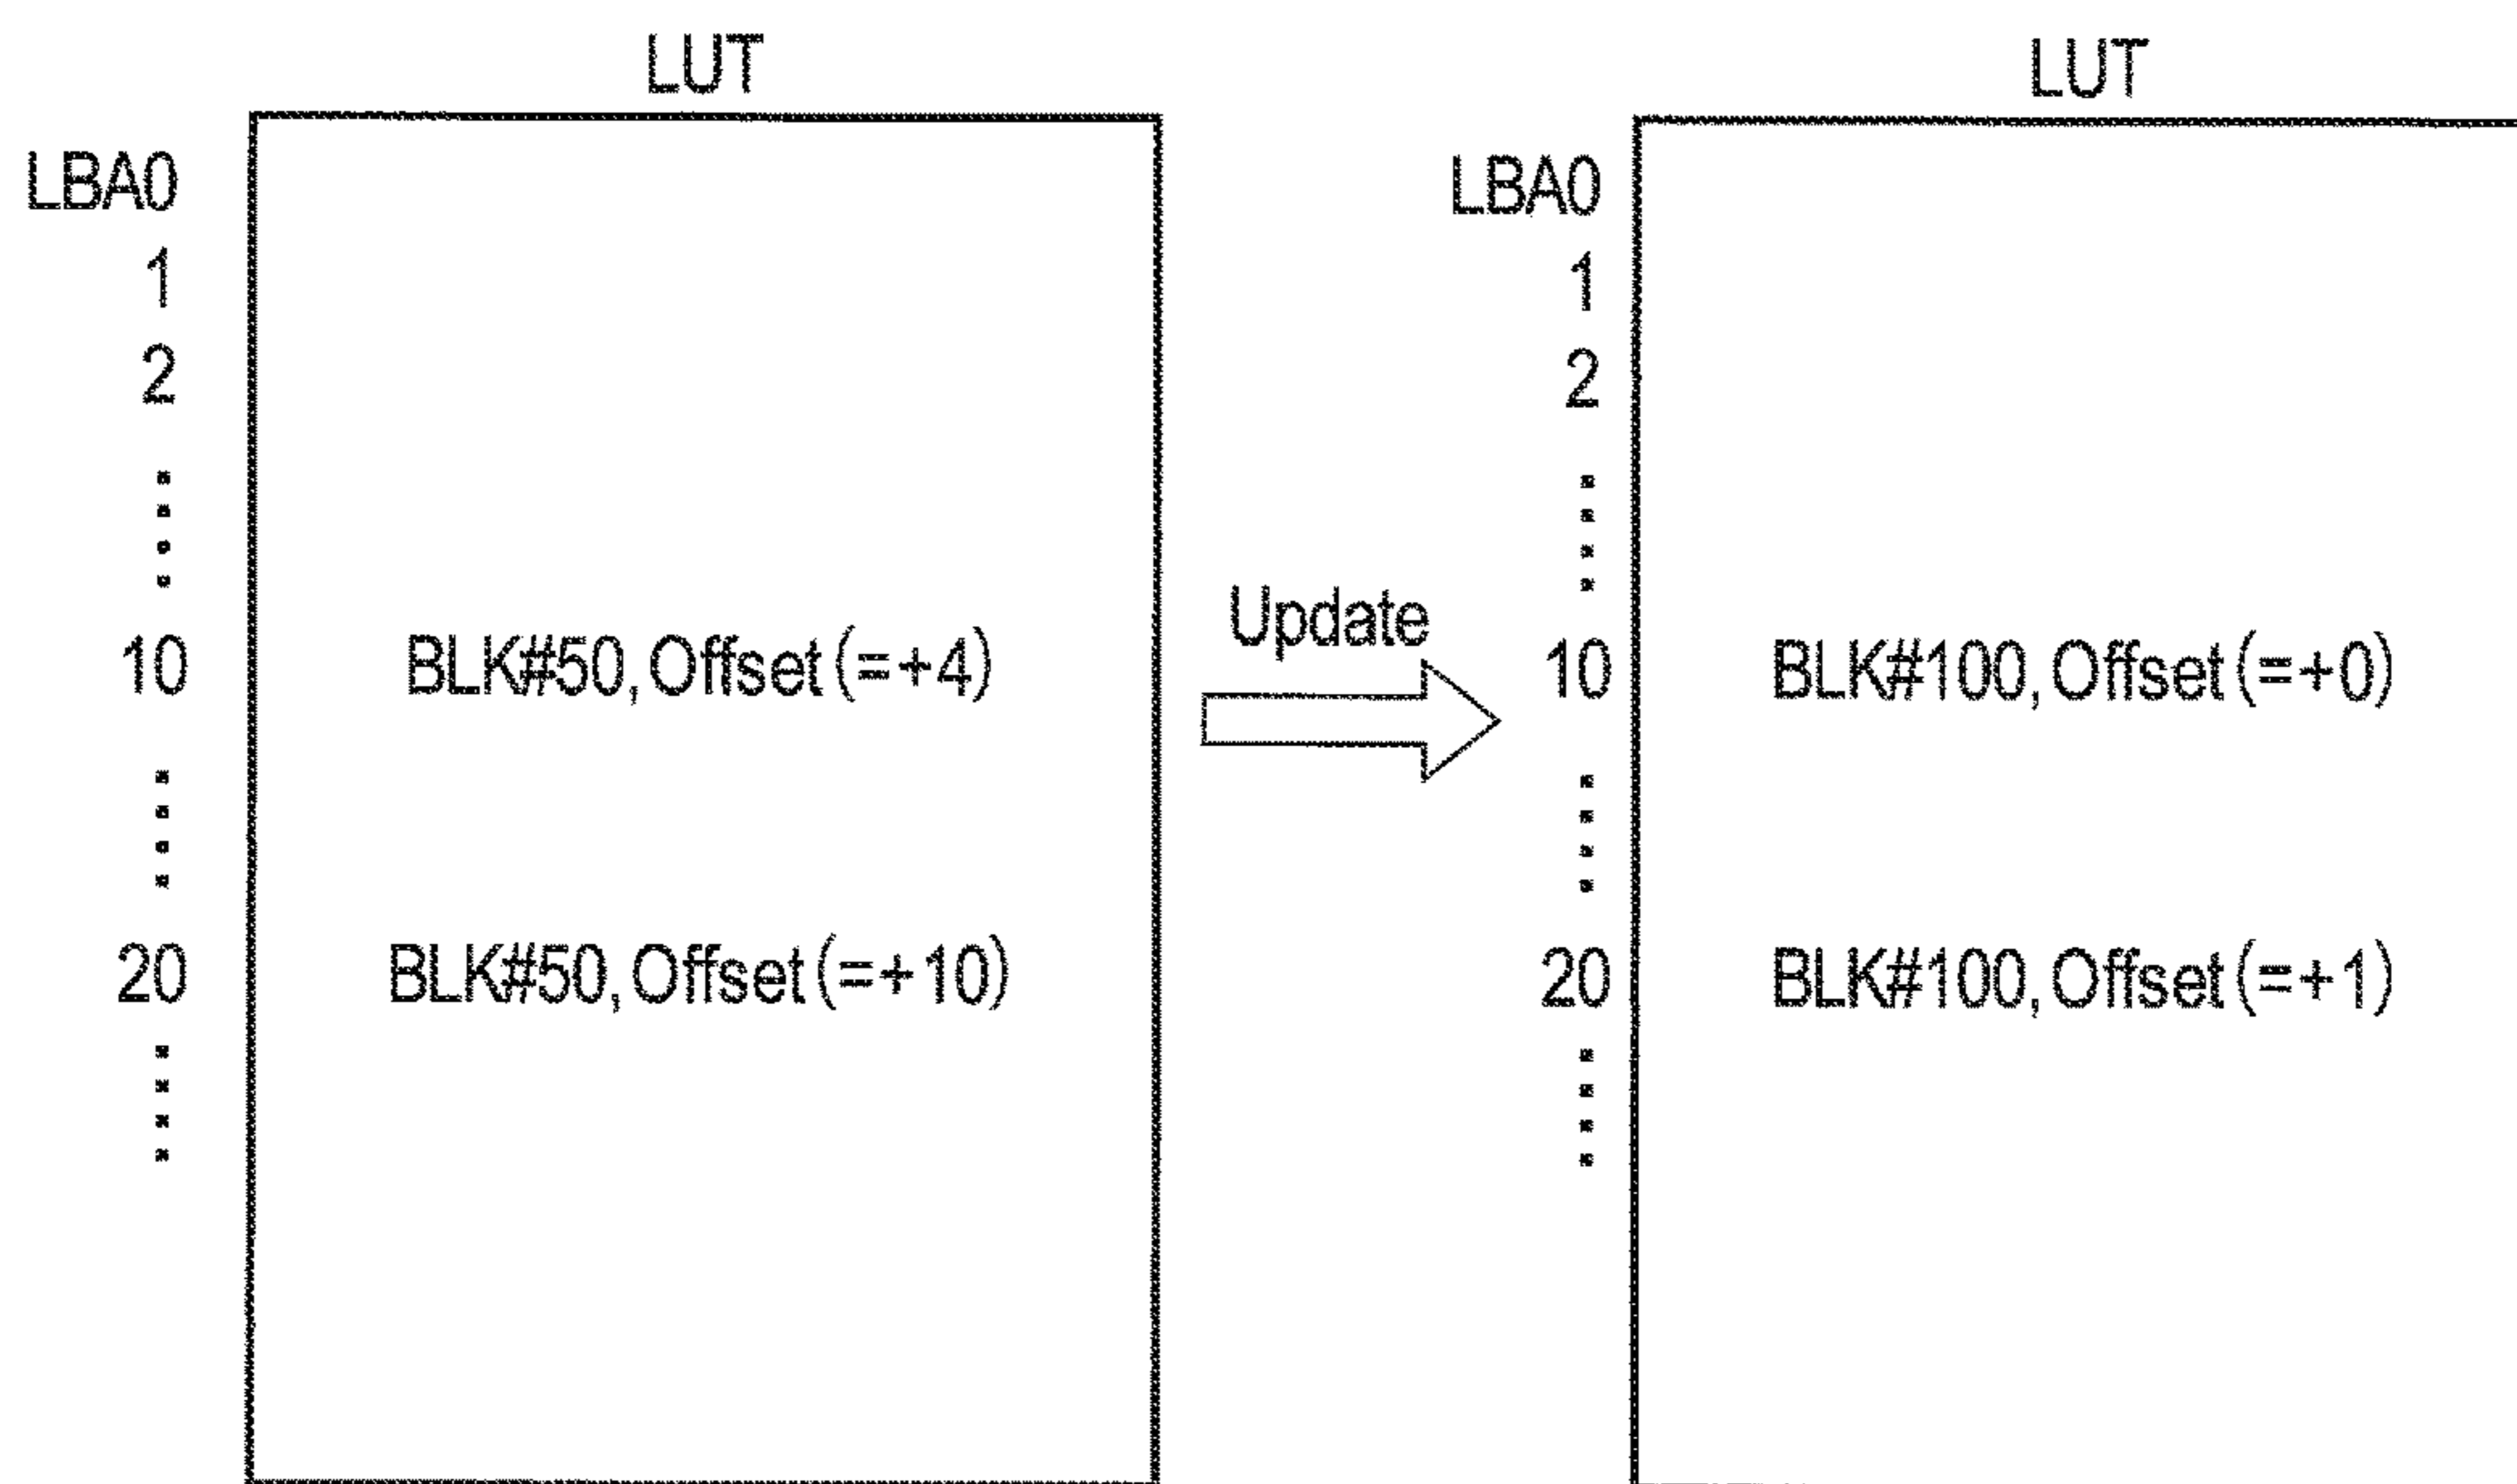 LUT
LBA0
1
2
10 BLK#50, Offset (=+4)
20 BLK#50, Offset (=+10)
Update
LUT
LBA0
1
2
10 BLK#100, Offset (=+0)
20 BLK#100, Offset (=+1)